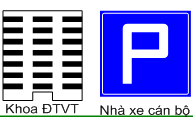 P
Khoa ĐTVT
Nhà xe cán bộ